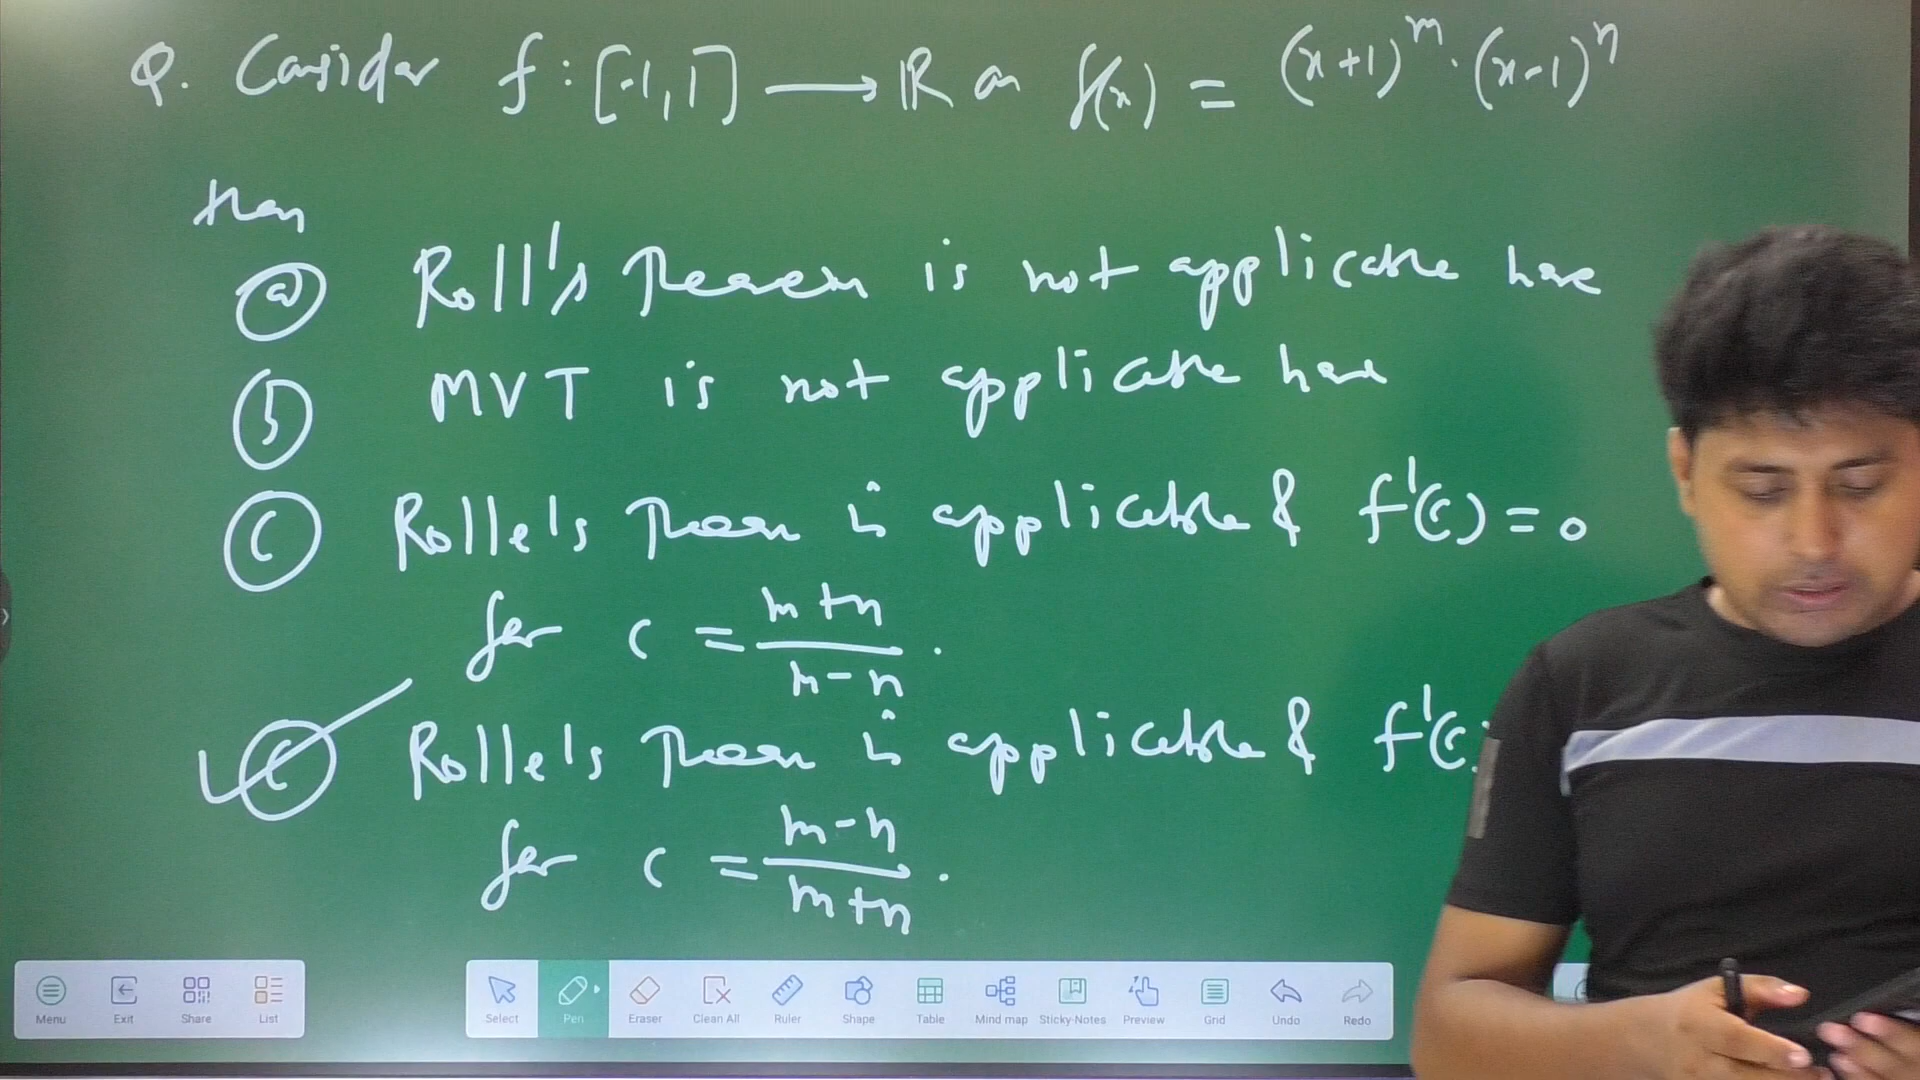 Q. Consider f : [-1, 1] ⟶ ℝ as f(x) = (x+1)^m · (x-1)^n
then
(a) Roll's Theorem is not applicable here
(b) MVT is not applicable here
(c) Rolle's Theorem is applicable & f'(c) = 0
for c = (m+n)/(m-n).
(c) Rolle's Theorem is applicable & f'(c)
for c = (m-n)/(m+n).
Menu Exit Share List Select Pen Eraser Clean All Ruler Shape Table Mind map Sticky-Notes Preview Grid Undo Redo